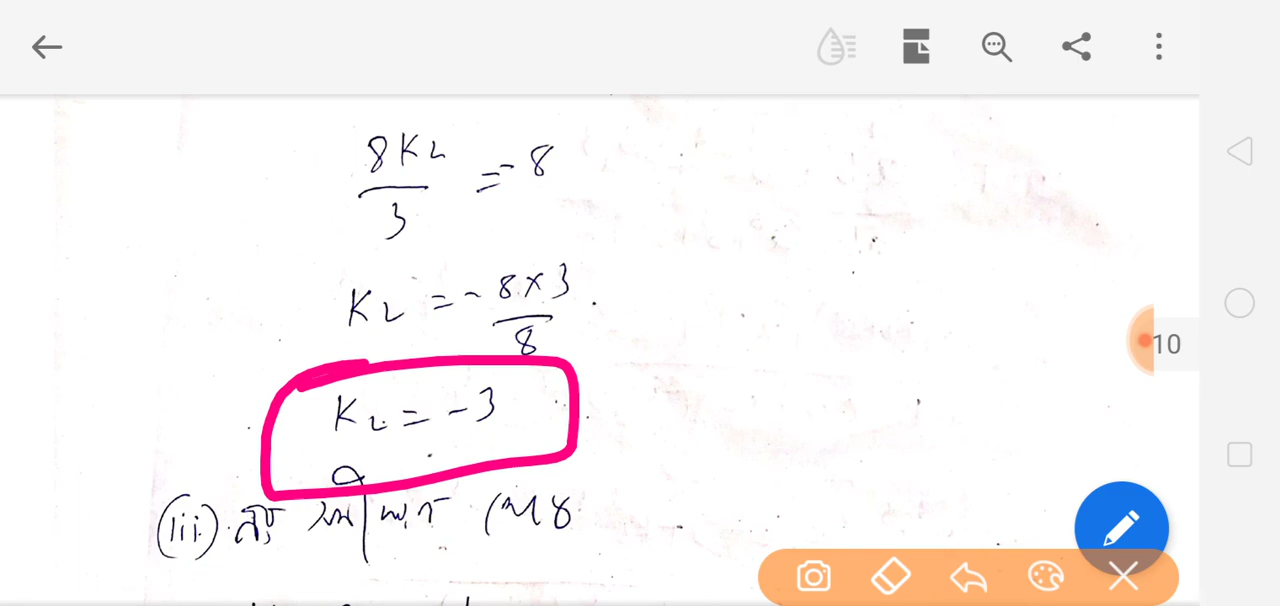 8K2
3 = -8
K2 = - 8 × 3
8
K2 = -3
(iii)
10